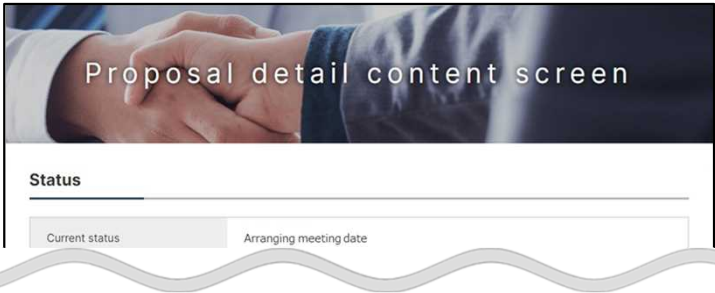 Proposal detail content screen
Status
Current status Arranging meeting date